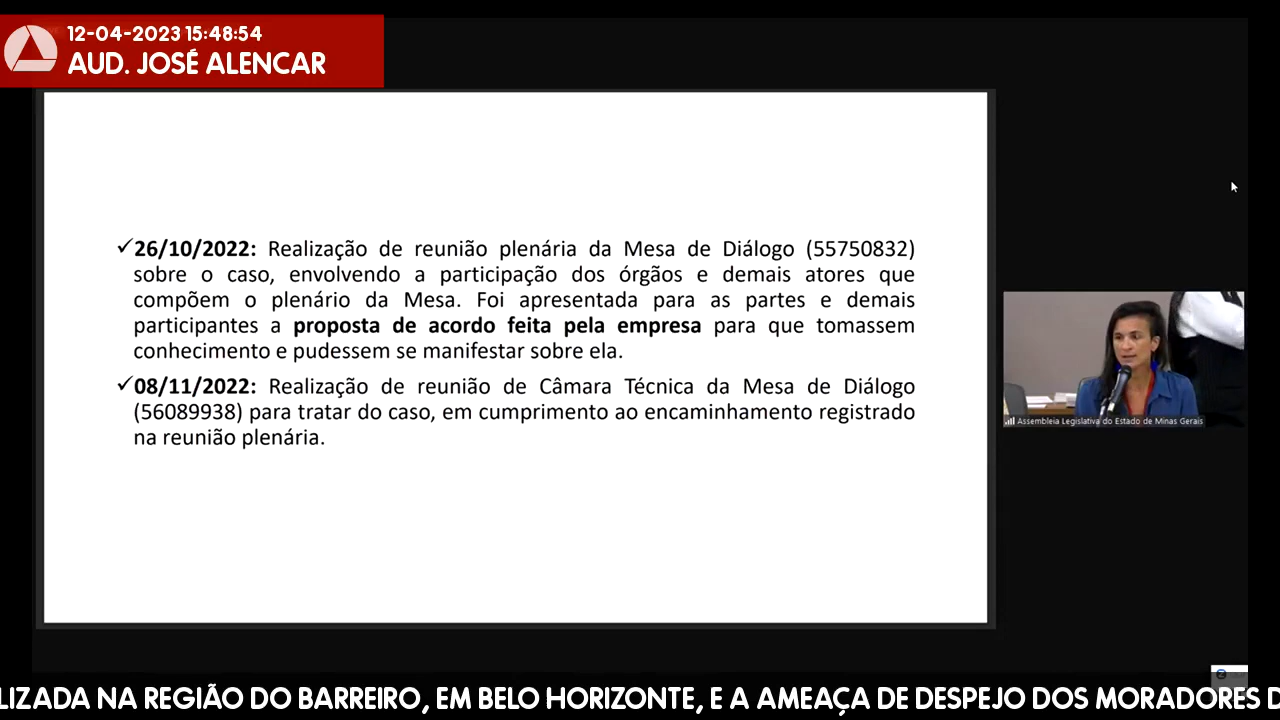 12-04-2023 15:48:54
AUD. JOSÉ ALENCAR
✓26/10/2022: Realização de reunião plenária da Mesa de Diálogo (55750832)
sobre o caso, envolvendo a participação dos órgãos e demais atores que
compõem o plenário da Mesa. Foi apresentada para as partes e demais
participantes a proposta de acordo feita pela empresa para que tomassem
conhecimento e pudessem se manifestar sobre ela.
✓08/11/2022: Realização de reunião de Câmara Técnica da Mesa de Diálogo
(56089938) para tratar do caso, em cumprimento ao encaminhamento registrado
na reunião plenária.
Assembleia Legislativa do Estado de Minas Gerais
LIZADA NA REGIÃO DO BARREIRO, EM BELO HORIZONTE, E A AMEAÇA DE DESPEJO DOS MORADORES D